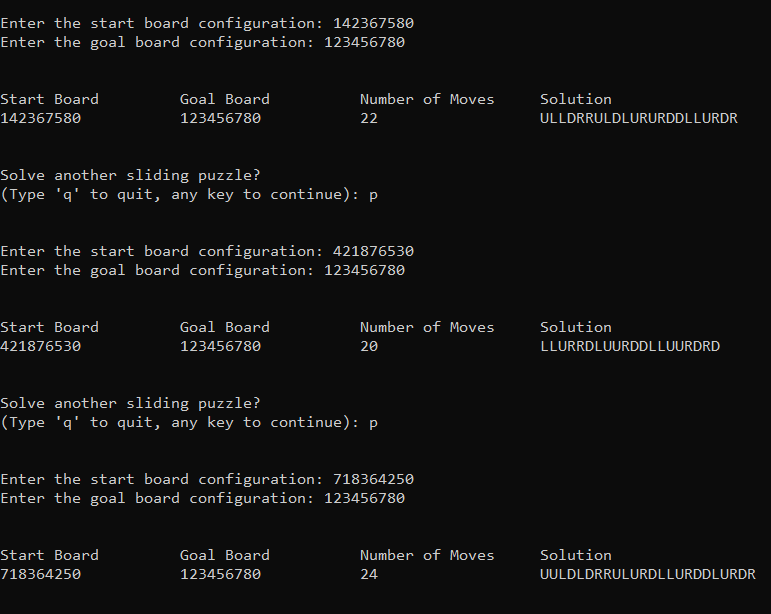 Enter the start board configuration: 142367580
Enter the goal board configuration: 123456780
Start Board Goal Board Number of Moves Solution
142367580 123456780 22 ULLDRRULDLURURDDLLURDR
Solve another sliding puzzle?
(Type 'q' to quit, any key to continue): p
Enter the start board configuration: 421876530
Enter the goal board configuration: 123456780
Start Board Goal Board Number of Moves Solution
421876530 123456780 20 LLURRDLUURDDLLUURDRD
Solve another sliding puzzle?
(Type 'q' to quit, any key to continue): p
Enter the start board configuration: 718364250
Enter the goal board configuration: 123456780
Start Board Goal Board Number of Moves Solution
718364250 123456780 24 UULDLDRRULURDLLURDDLURDR